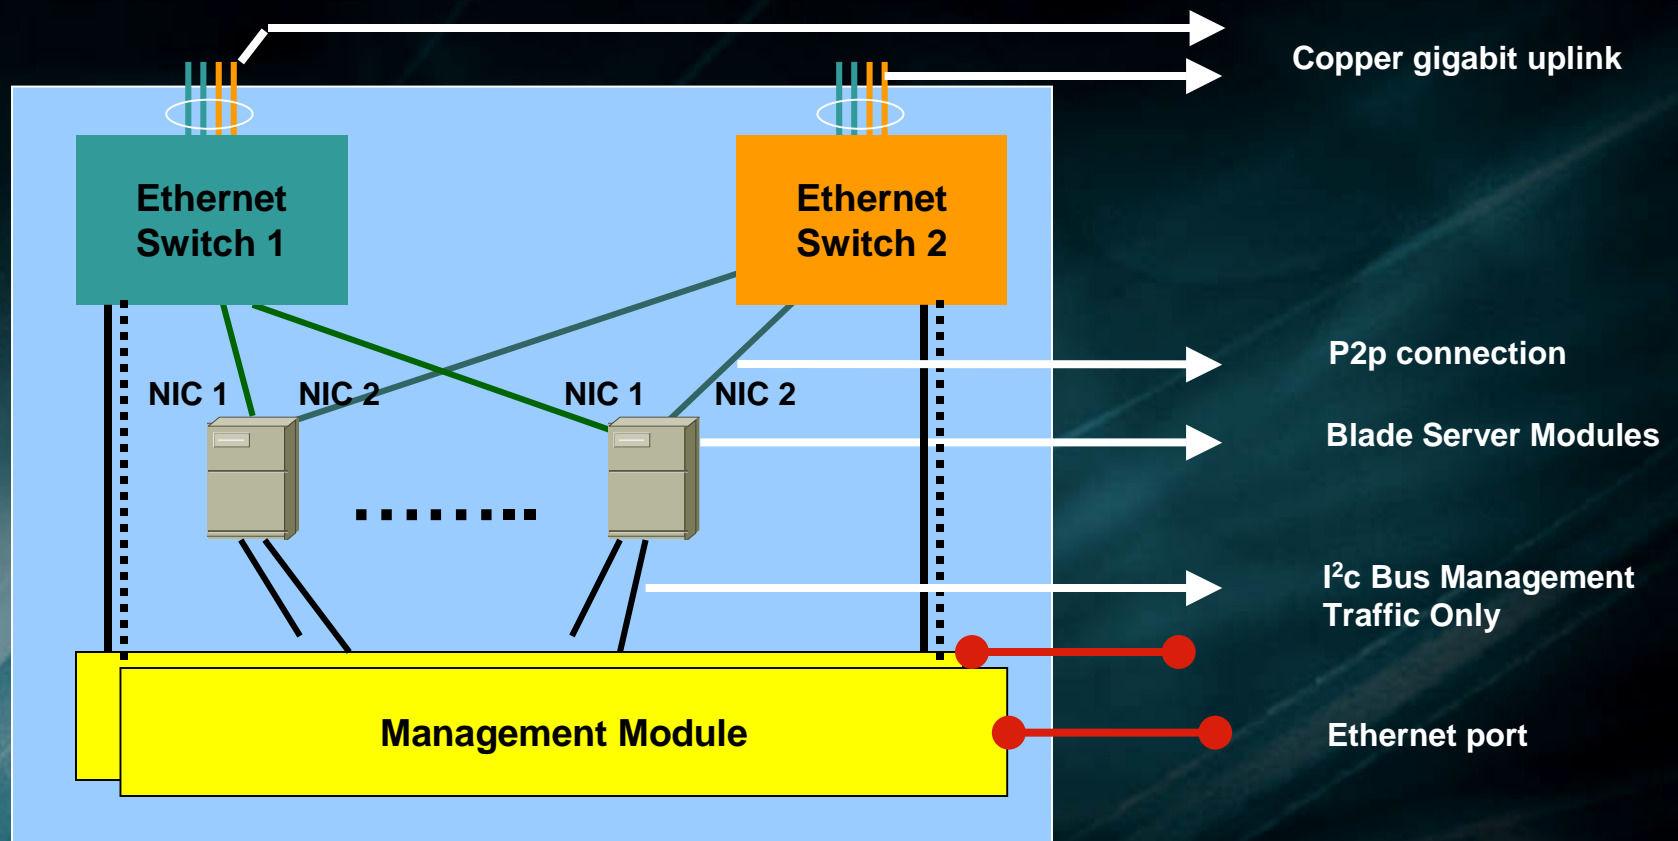 Copper gigabit uplink
Ethernet
Switch 1
Ethernet
Switch 2
P2p connection
NIC 1
NIC 2
NIC 1
NIC 2
Blade Server Modules
I²c Bus Management
Traffic Only
Management Module
Ethernet port